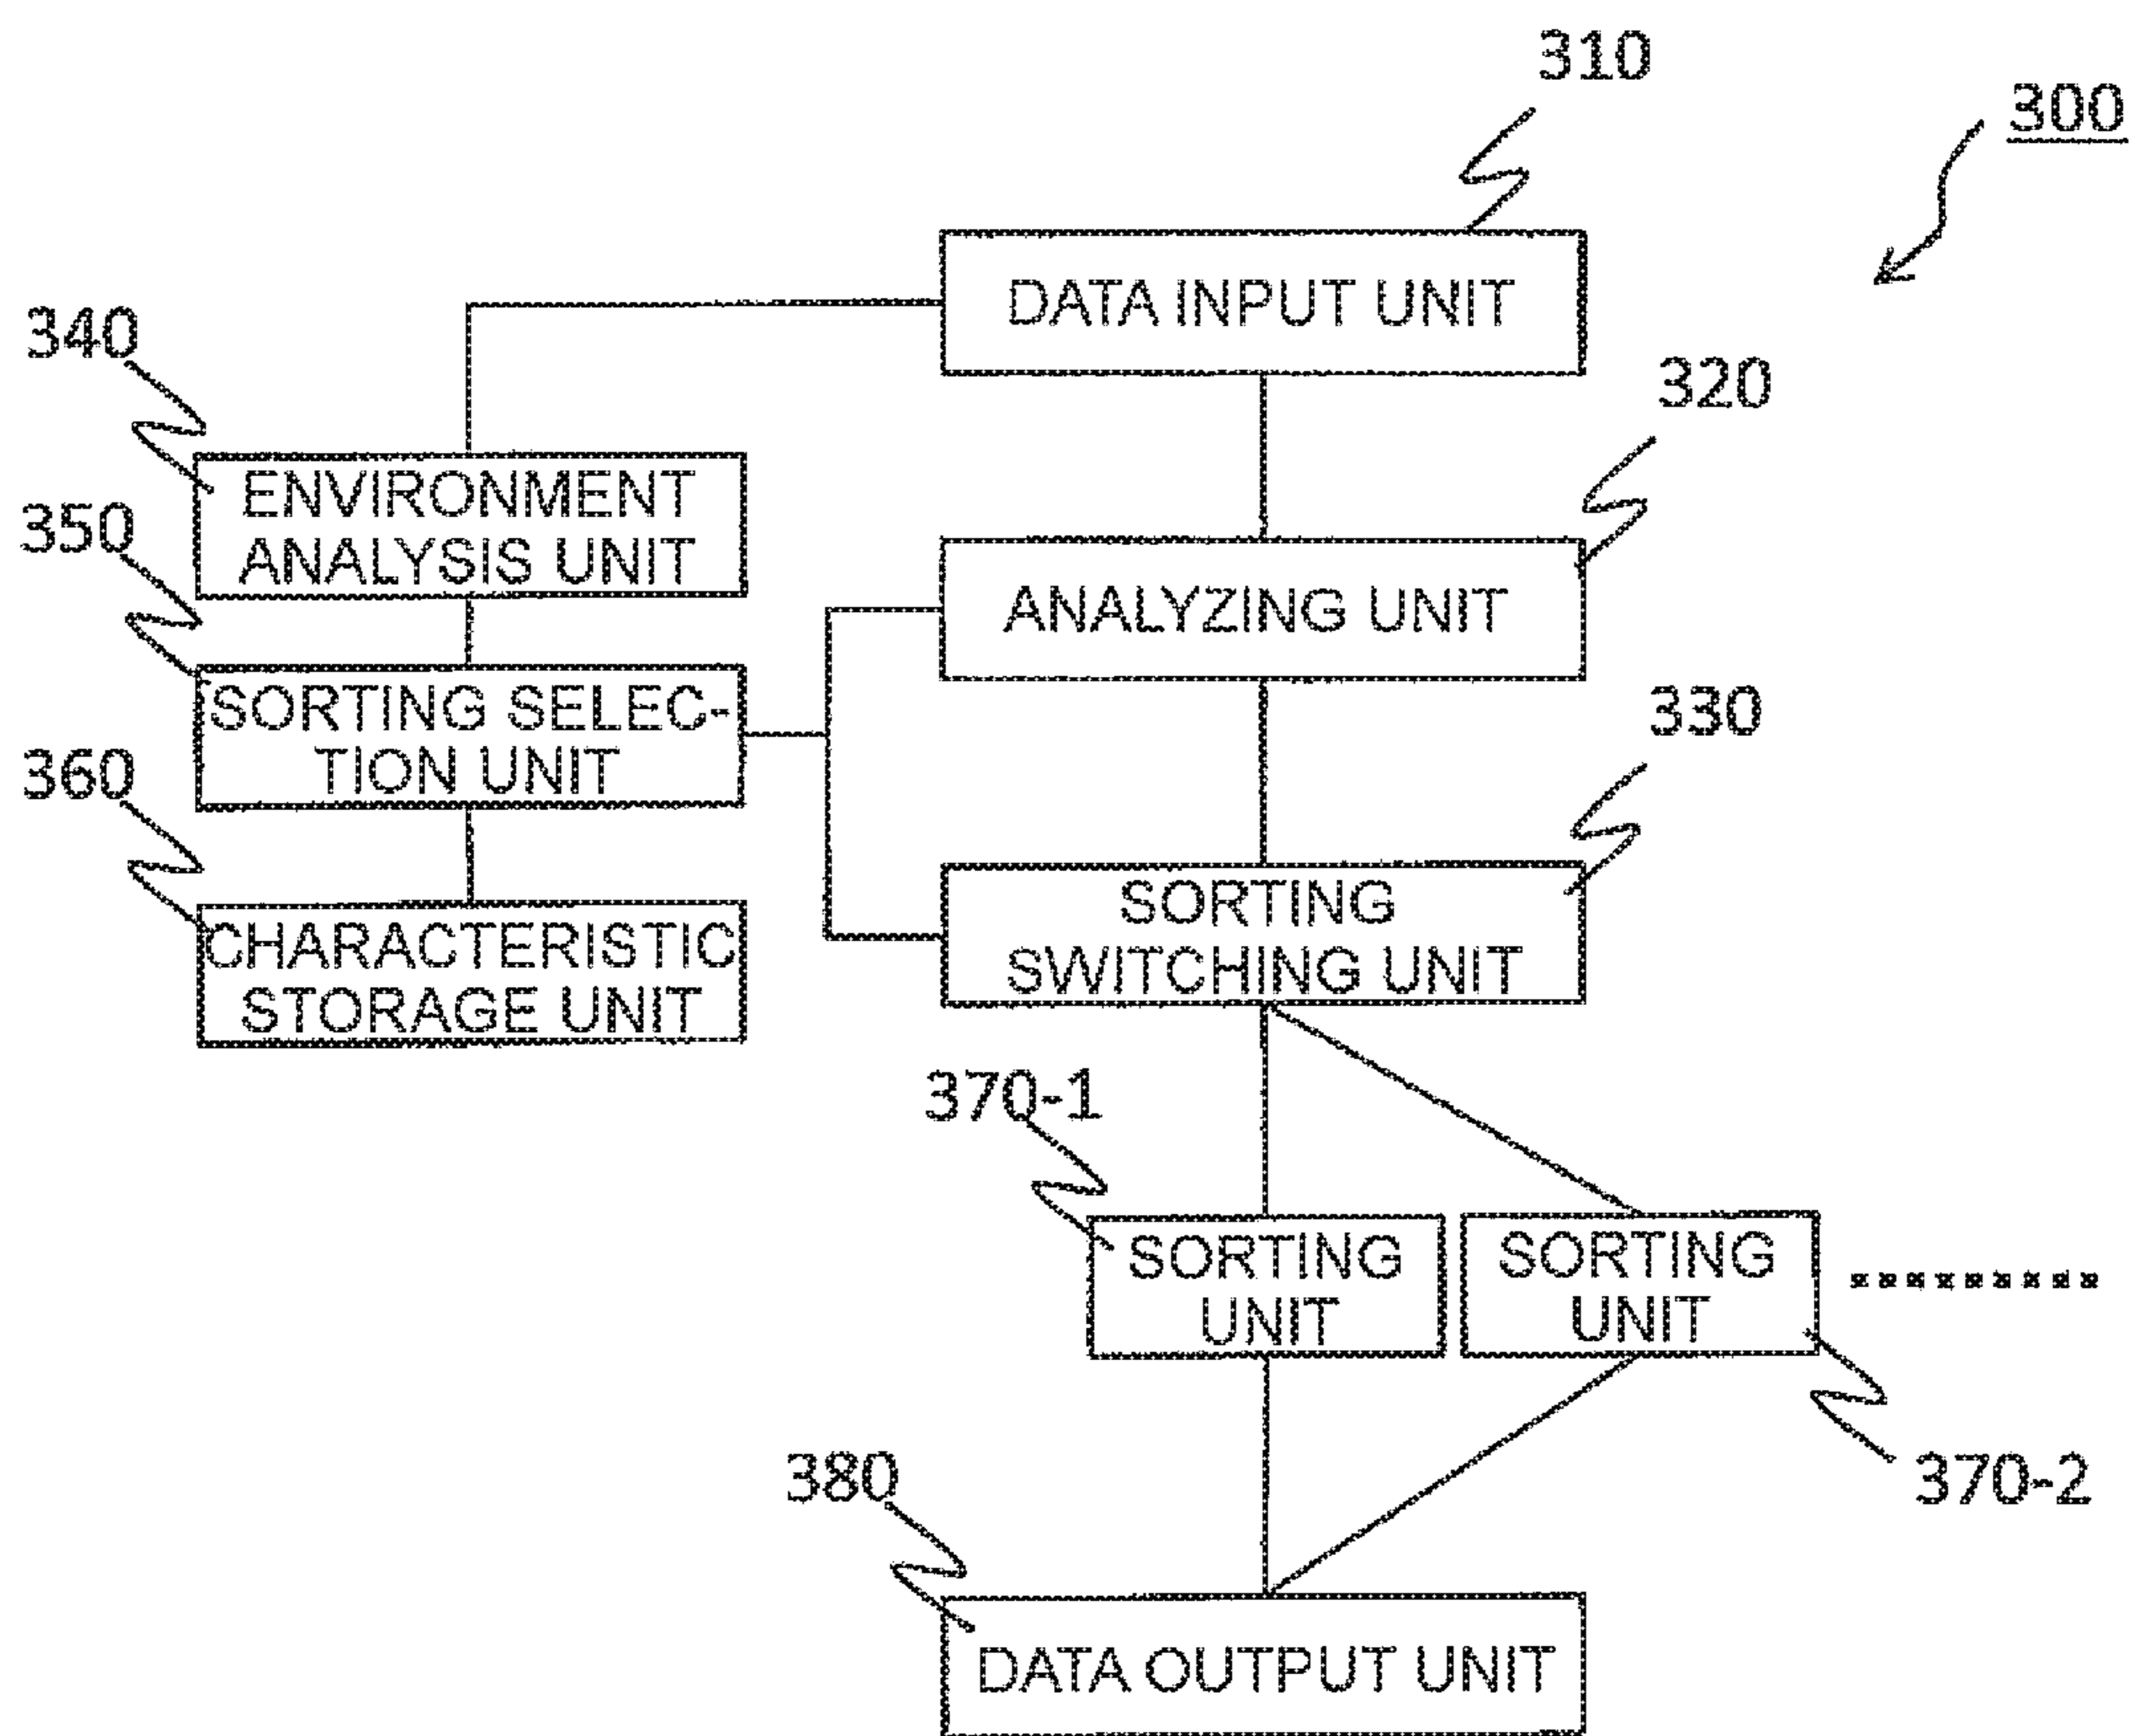 310
300
DATA INPUT UNIT
340
320
ENVIRONMENT
ANALYSIS UNIT
350
ANALYZING UNIT
SORTING SELEC-
TION UNIT
330
360
SORTING
SWITCHING UNIT
CHARACTERISTIC
STORAGE UNIT
370-1
SORTING
UNIT
SORTING
UNIT
370-2
380
DATA OUTPUT UNIT